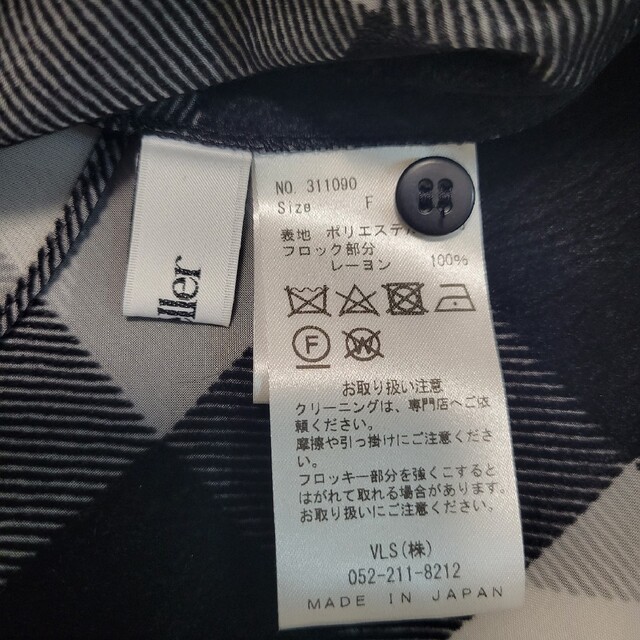 ller
NO. 311090
Size F
表地 ポリエステル
フロック部分
レーヨン 100%
F W
お取り扱い注意
クリーニングは、専門店へご依
頼ください。
摩擦や引っ掛けにご注意くださ
い。
フロッキー部分を強くこすると
はがれて取れる場合があります。
お取り扱いにご注意ください。
VLS(株)
052-211-8212
MADE IN JAPAN